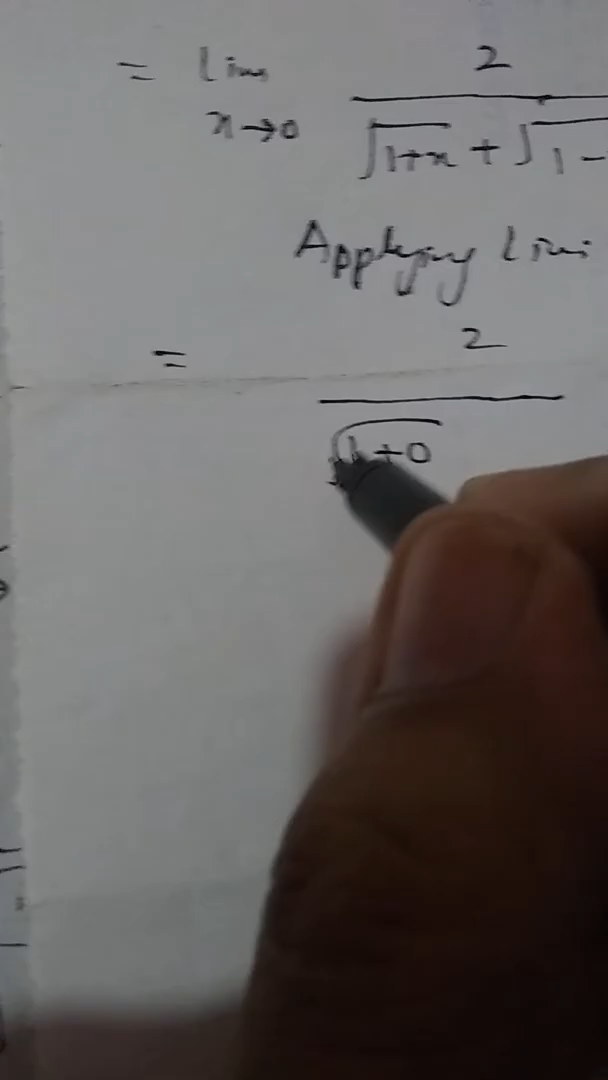 = Lim 2
x→0 √1+x + √1-
Applying Lim
= 2
√1+0